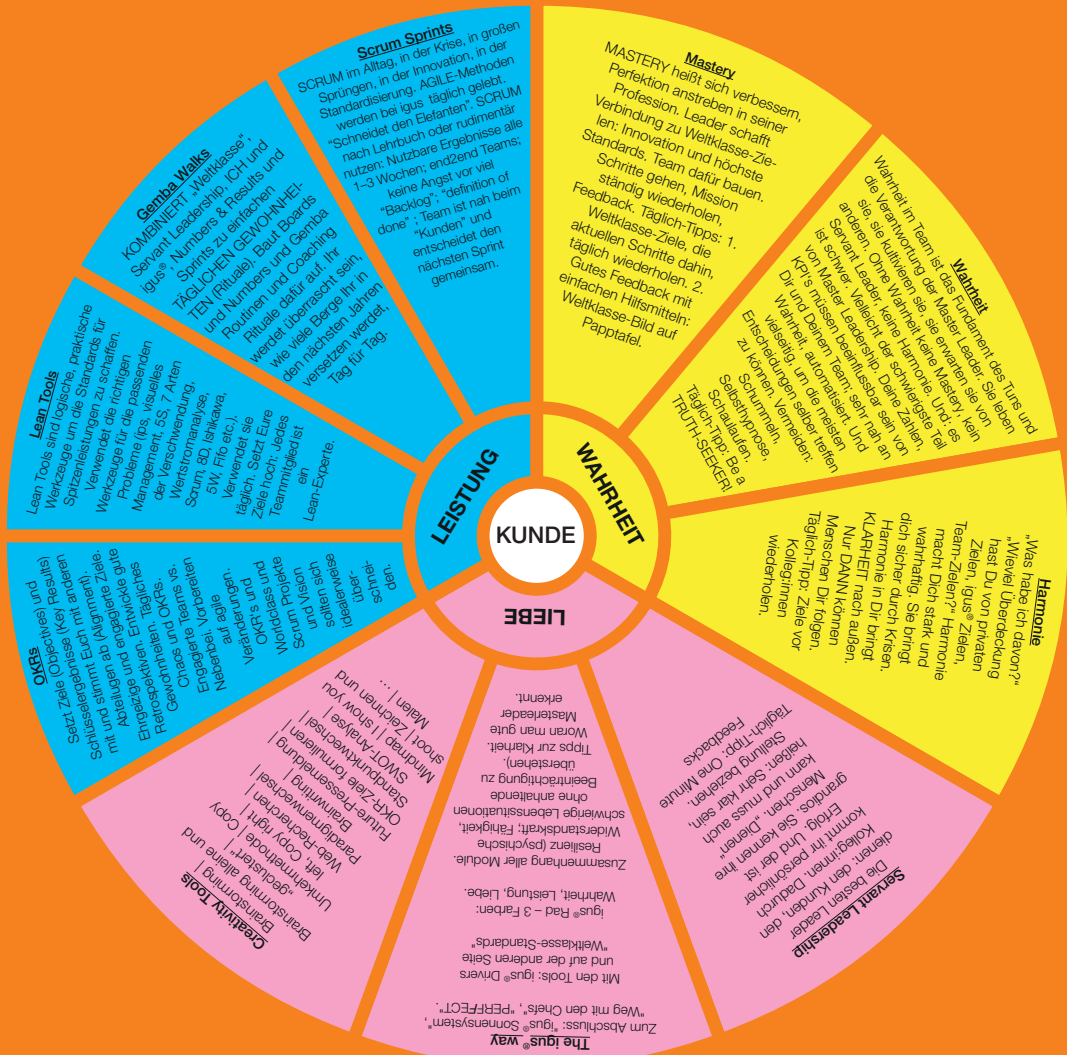 KUNDE
WAHRHEIT
LIEBE
LEISTUNG
Mastery
MASTERY heißt sich verbessern,
Perfektion anstreben in seiner
Profession. Leader schafft
Verbindung zu Weltklasse-Zie-
len: Innovation und höchste
Standards. Team dafür bauen.
Schritte gehen, Mission
ständig wiederholen,
Feedback. Täglich-Tipps: 1.
Weltklasse-Ziele, die
aktuellen Schritte dahin,
täglich wiederholen. 2.
Gutes Feedback mit
einfachen Hilfsmitteln:
Weltklasse-Bild auf
Papptafel.
Wahrheit
Wahrheit im Team ist das Fundament des Tuns und
die Verantwortung der Master Leader. Sie leben
sie, sie kultivieren sie, sie erwarten sie von
anderen. Ohne Wahrheit keine Mastery, kein
Servant Leader, keine Harmonie. Und: es
ist schwer, vielleicht der schwierigste Teil
von Master Leadership. Deine Zahlen,
KPI's müssen beeinflussbar sein von
Dir und Deinem Team; sehr nah an
Wahrheit, automatisiert. Und
vielseitig, um die meisten
Entscheidungen selber treffen
zu können. Vermeiden:
Schummeln,
Selbsthypnose,
Schaulaufen.
Täglich-Tipp: Be a
TRUTH-SEEKER!
Harmonie
„Was habe ich davon?“
„Wieviel Überdeckung
hast Du von privaten
Zielen, igus® Zielen,
Team-Zielen?“ Harmonie
macht Dich stark und
wahrhaftig. Sie bringt
dich sicher durch Krisen.
Harmonie in Dir bringt
KLARHEIT nach außen.
Nur DANN können
Menschen Dir folgen.
Täglich-Tipp: Ziele vor
Kolleg:innen
wiederholen.
Servant Leadership
Die besten Leader
dienen: den Kunden, den
Kolleg:innen. Dadurch
kommt ihr persönlicher
Erfolg. Und der ist
grandios. Sie kennen ihre
Menschen. „Dienen“
kann und muss auch
heißen: Sehr klar sein,
Stellung beziehen.
Täglich-Tipp: One Minute
Feedbacks
The igus® way
Zum Abschluss: "igus® Sonnensystem",
"Weg mit den Chefs", "PERFFECT".
Mit den Tools: igus® Drivers
und auf der anderen Seite
"Weltklasse-Standards"
igus® Rad – 3 Farben:
Wahrheit, Leistung, Liebe.
Zusammenhang aller Module.
Resilienz (psychische
Widerstandskraft; Fähigkeit,
schwierige Lebenssituationen
ohne anhaltende
Beeinträchtigung zu
überstehen).
Tipps zur Klarheit.
Woran man gute
Masterleader
erkennt.
Creativity Tools
Brainstorming alleine und
Brainstorming „geclustert“ |
Umkehrmethode | Copy
left, Copy right |
Web-Recherchen |
Paradigmenwechsel |
Brainwriting |
Future-Pressemeldung |
OKR-Ziele formulieren |
Standpunktwechsel |
SWOT-Analyse |
Mindmap | show you
shoot | Zeichnen und
Malen | …
OKRs
Setzt Ziele (Objectives) und
Schlüsselergebnisse (Key Results)
mit und stimmt Euch mit anderen
Abteilugen ab (Alignment).
Ehrgeizige und engagierte Ziele.
Retrospektiven. Entwickle gute
Gewohnheiten. Tägliches
Chaos und OKRs.
Engagierte Teams vs.
Nebenbei. Vorbereiten
auf agile
Veränderungen.
OKR's und
Worldclass und
Scrum Projekte
und Vision
sollten sich
idealerweise
über-
schnei-
den.
Lean Tools
Lean Tools sind logische, praktische
Werkzeuge um die Standards für
Spitzenleistungen zu schaffen.
Verwendet die richtigen
Werkzeuge für die passenden
Probleme (ips, visuelles
Management, 5S, 7 Arten
der Verschwendung,
Wertstromanalyse,
Scrum, 8D, Ishikawa,
5W, Fifo etc.).
Verwendet sie
täglich. Setzt Eure
Ziele hoch: Jedes
Teammitglied ist
ein
Lean-Experte.
Gemba Walks
KOMBINIERT „Weltklasse“,
Servant Leadership, ICH und
igus® Numbers & Results und
Sprints zu einfachen
TÄGLICHEN GEWOHNHEI-
TEN (Rituale). Baut Boards
und Numbers und Gemba
Routinen und Coaching
Rituale dafür auf. Ihr
werdet überrascht sein,
wie viele Berge Ihr in
den nächsten Jahren
versetzen werdet,
Tag für Tag.
Scrum Sprints
SCRUM im Alltag, in der Krise, in großen
Sprüngen, in der Innovation, in der
Standardisierung. AGILE-Methoden
werden bei igus täglich gelebt.
"Schneidet den Elefanten". SCRUM
nach Lehrbuch oder rudimentär
nutzen: Nutzbare Ergebnisse alle
1–3 Wochen; end2end Teams;
keine Angst vor viel
"Backlog"; "definition of
done" ; Team ist nah beim
"Kunden" und
entscheidet den
nächsten Sprint
gemeinsam.